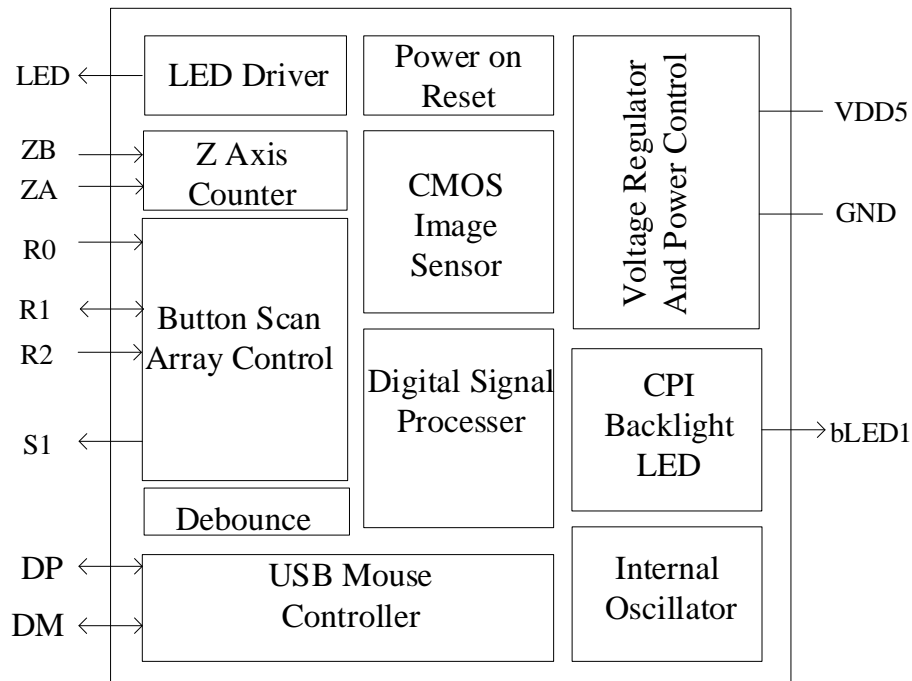 LED
ZB
ZA
R0
R1
R2
S1
DP
DM
LED Driver
Z Axis
Counter
Button Scan
Array Control
Debounce
USB Mouse
Controller
Power on
Reset
CMOS
Image
Sensor
Digital Signal
Processer
Voltage Regulator
And Power Control
CPI
Backlight
LED
Internal
Oscillator
VDD5
GND
bLED1